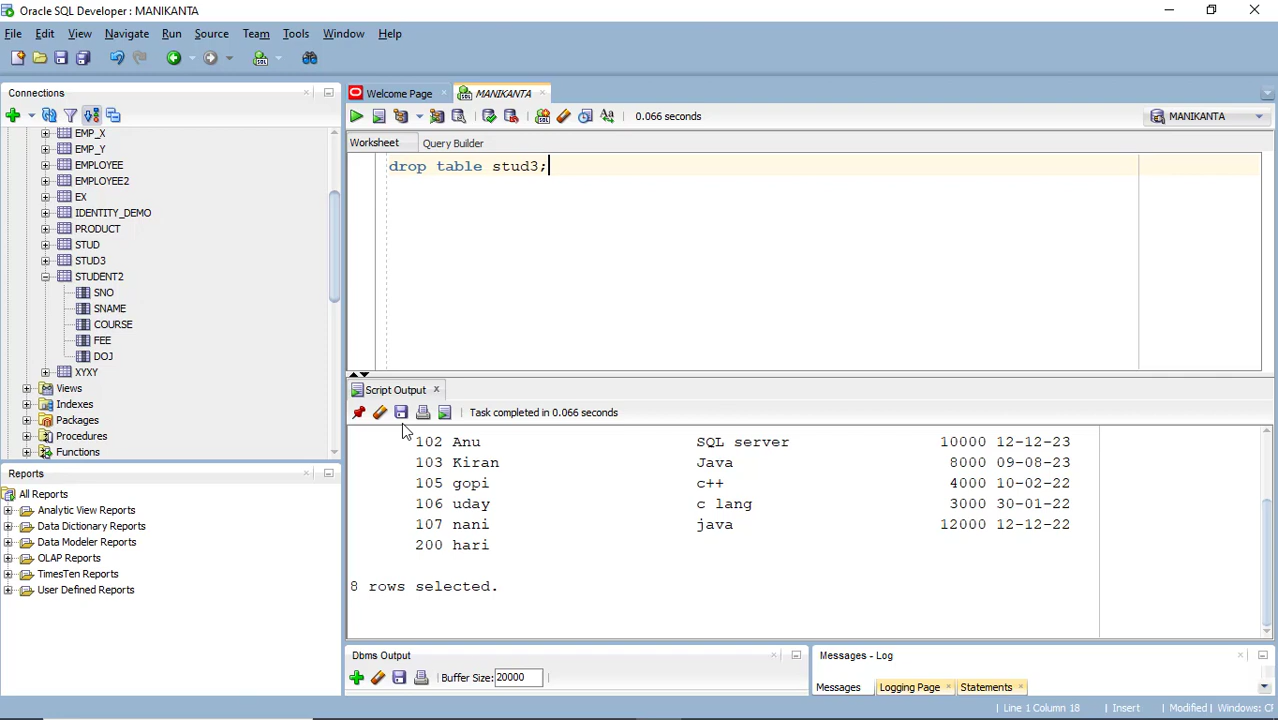 Oracle SQL Developer : MANIKANTA
File Edit View Navigate Run Source Team Tools Window Help
Connections
EMP_X
EMP_Y
EMPLOYEE
EMPLOYEE2
EX
IDENTITY_DEMO
PRODUCT
STUD
STUD3
STUDENT2
SNO
SNAME
COURSE
FEE
DOJ
XYXY
Views
Indexes
Packages
Procedures
Functions
Reports
All Reports
Analytic View Reports
Data Dictionary Reports
Data Modeler Reports
OLAP Reports
TimesTen Reports
User Defined Reports
Welcome Page MANIKANTA
0.066 seconds MANIKANTA
Worksheet Query Builder
drop table stud3;
Script Output
Task completed in 0.066 seconds
102 Anu SQL server 10000 12-12-23
103 Kiran Java 8000 09-08-23
105 gopi c++ 4000 10-02-22
106 uday c lang 3000 30-01-22
107 nani java 12000 12-12-22
200 hari
8 rows selected.
Dbms Output
Buffer Size: 20000
Messages - Log
Messages Logging Page Statements
Line 1 Column 18 Insert Modified Windows: CF